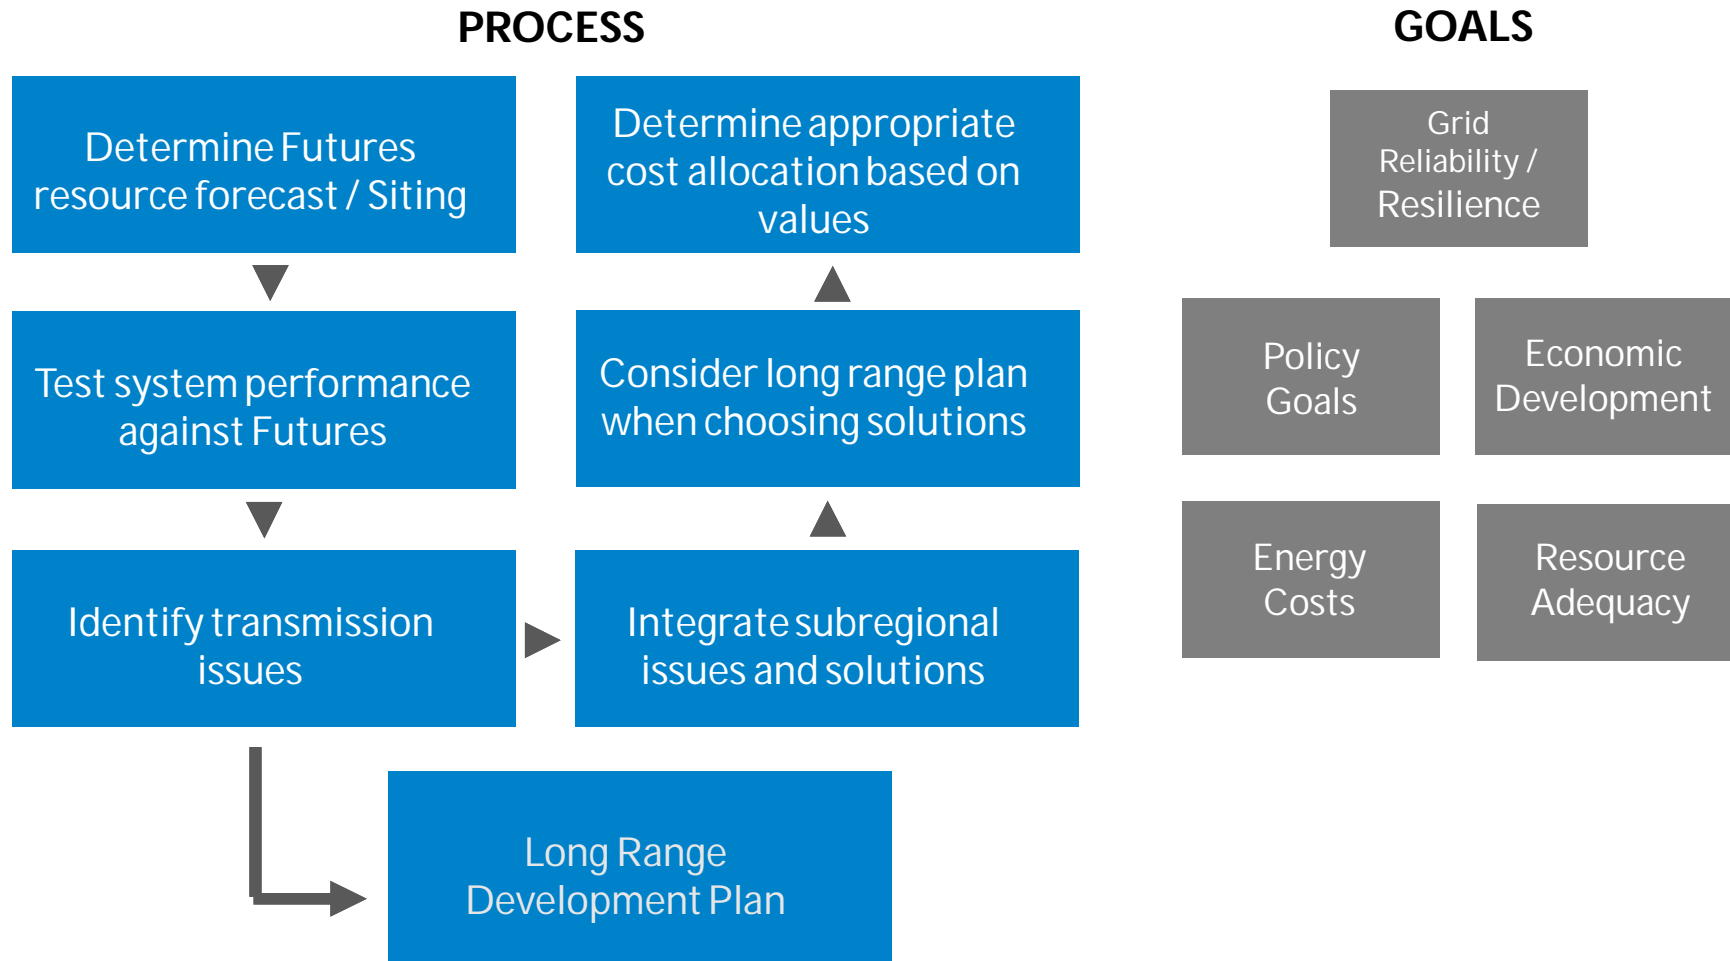 PROCESS
Determine Futures
resource forecast / Siting
Test system performance
against Futures
Identify transmission
issues
Long Range
Development Plan
Integrate subregional
issues and solutions
Consider long range plan
when choosing solutions
Determine appropriate
cost allocation based on
values
GOALS
Grid
Reliability /
Resilience
Policy
Goals
Economic
Development
Energy
Costs
Resource
Adequacy